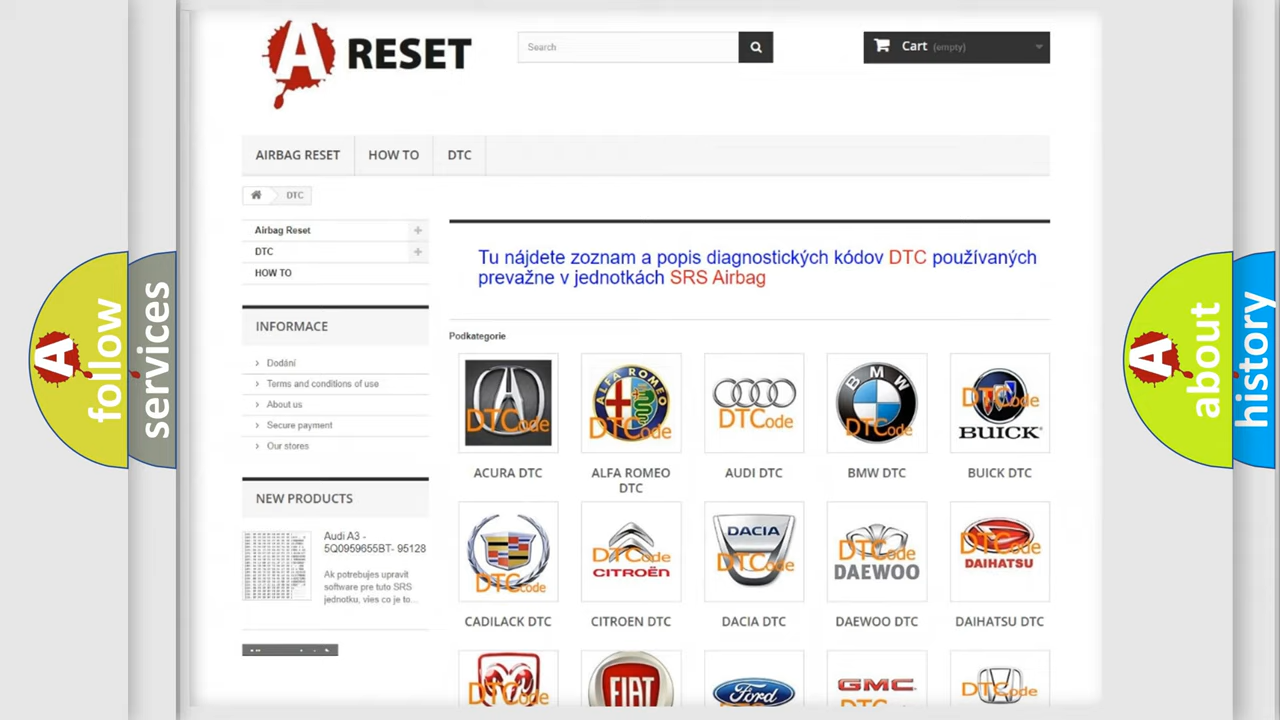 A RESET
Search
Cart (empty)
AIRBAG RESET
HOW TO
DTC
DTC
Airbag Reset
DTC
HOW TO
Tu nájdete zoznam a popis diagnostických kódov DTC používaných
prevažne v jednotkách SRS Airbag
INFORMACE
Dodání
Terms and conditions of use
About us
Secure payment
Our stores
Podkategorie
DTCode
ALFA ROMEO
DTCode
DTCode
BMW
DTCode
DTCode
BUICK
ACURA DTC
ALFA ROMEO
DTC
AUDI DTC
BMW DTC
BUICK DTC
NEW PRODUCTS
Audi A3 -
5Q0959655BT- 95128
Ak potrebujes upravit
software pre tuto SRS
jednotku, vies co je to...
DTCode
DTCode
CITROËN
DACIA
DTCode
DTCode
DAEWOO
DTCode
DAIHATSU
CADILACK DTC
CITROEN DTC
DACIA DTC
DAEWOO DTC
DAIHATSU DTC
DTCode
FIAT
Ford
GMC
DTCode
A follow
services
A about
history